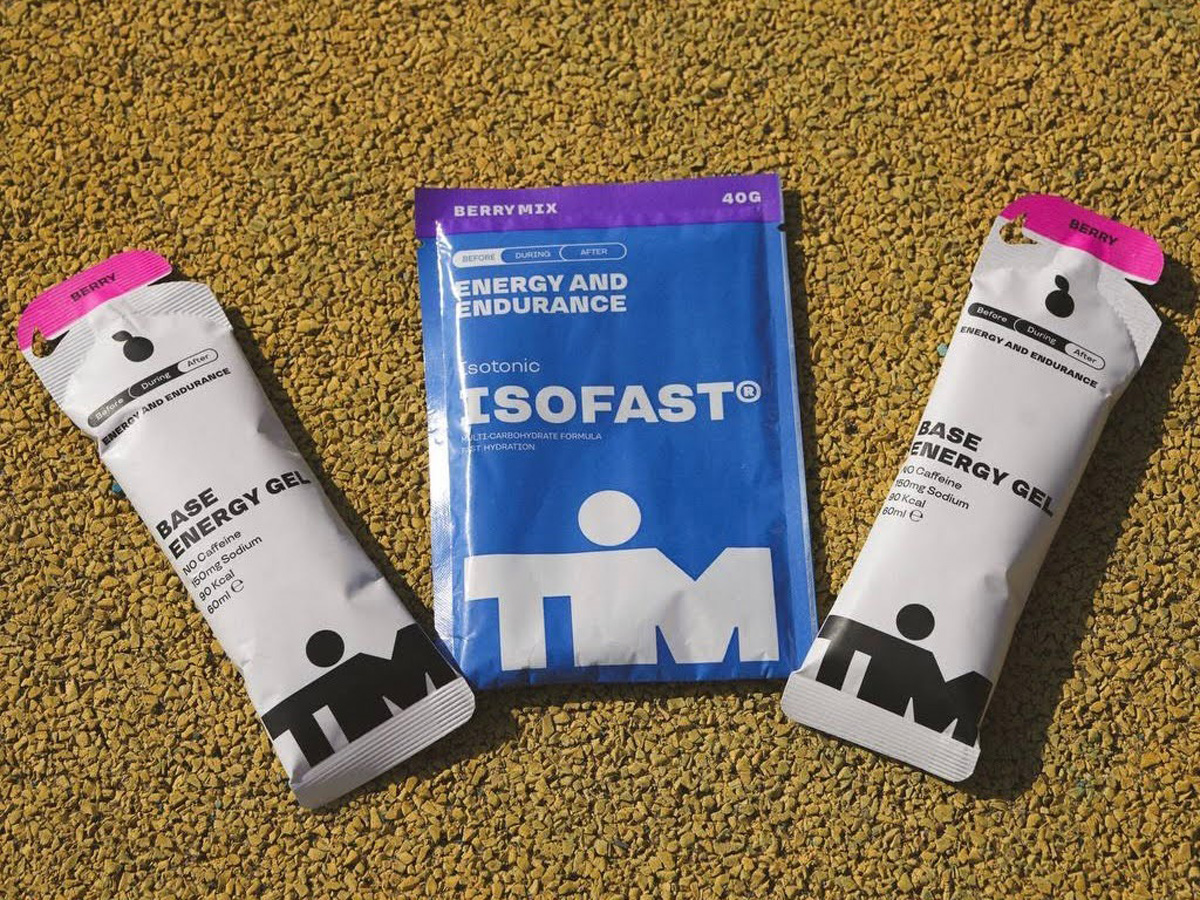 BERRY
Before During After
ENERGY AND ENDURANCE
BASE
ENERGY GEL
NO Caffeine
150mg Sodium
90 Kcal
60ml ℮
TiM
BERRY MIX 40G
BEFORE DURING AFTER
ENERGY AND
ENDURANCE
Isotonic
ISOFAST®
MULTI-CARBOHYDRATE FORMULA
FAST HYDRATION
TiM
BERRY
Before During After
ENERGY AND ENDURANCE
BASE
ENERGY GEL
NO Caffeine
150mg Sodium
90 Kcal
60ml ℮
TiM